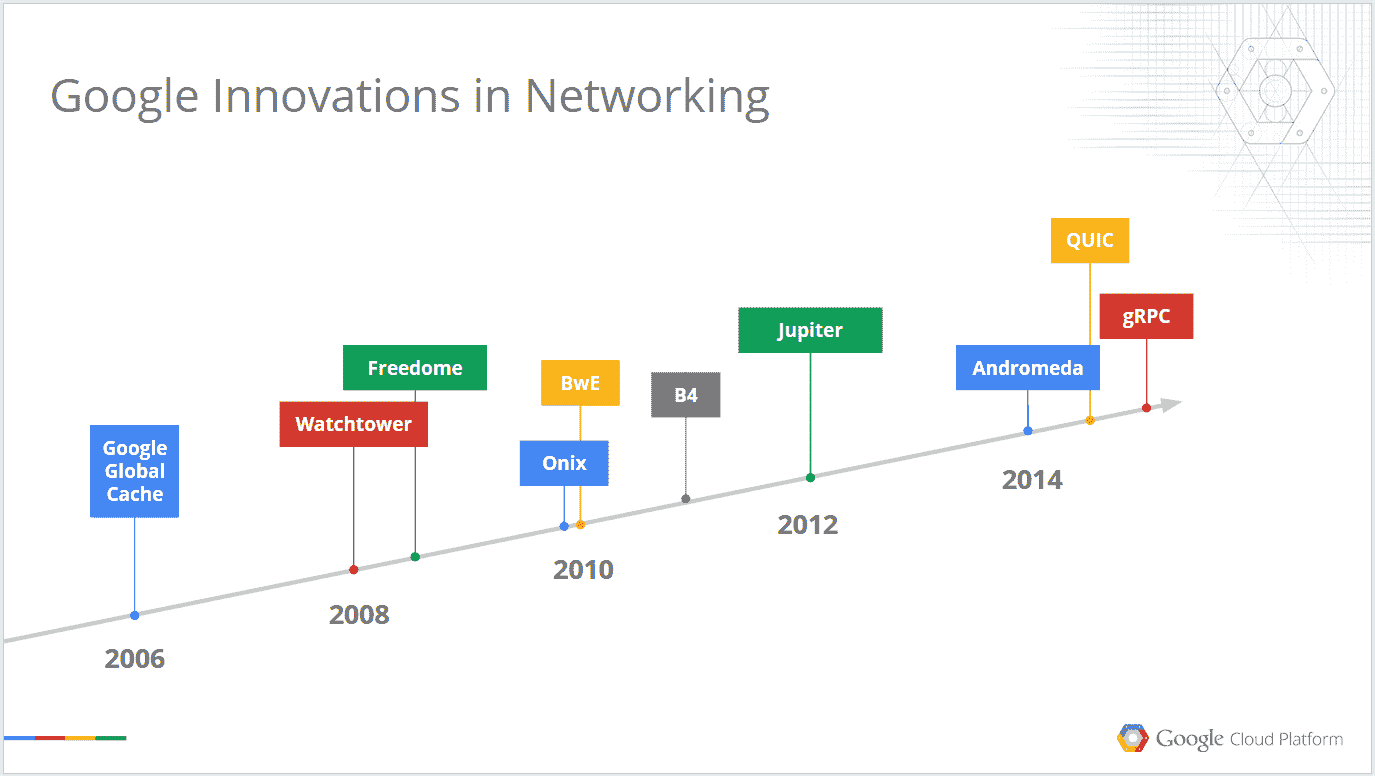 Google Innovations in Networking
QUIC
gRPC
Jupiter
Freedome
Andromeda
BwE
B4
Watchtower
Google
Global
Cache
Onix
2014
2012
2010
2008
2006
Google Cloud Platform